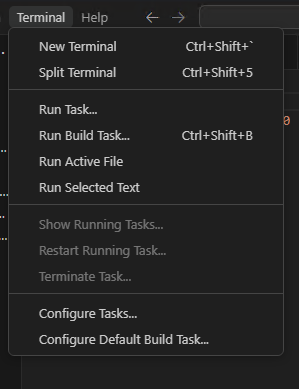 Terminal Help ← →
New Terminal Ctrl+Shift+`
Split Terminal Ctrl+Shift+5
Run Task...
Run Build Task... Ctrl+Shift+B
Run Active File
Run Selected Text
Show Running Tasks...
Restart Running Task...
Terminate Task...
Configure Tasks...
Configure Default Build Task...